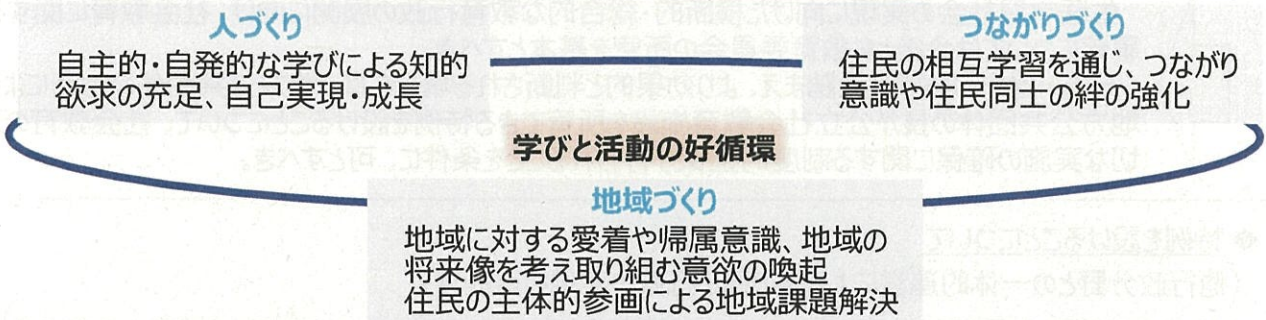 人づくり
自主的・自発的な学びによる知的
欲求の充足、自己実現・成長
つながりづくり
住民の相互学習を通じ、つながり
意識や住民同士の絆の強化
学びと活動の好循環
地域づくり
地域に対する愛着や帰属意識、地域の
将来像を考え取り組む意欲の喚起
住民の主体的参画による地域課題解決